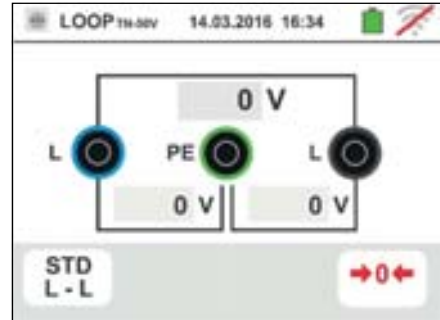 LOOP TN-50V 14.03.2016 16:34
0 V
L PE L
0 V 0 V
STD
L - L
➔0←